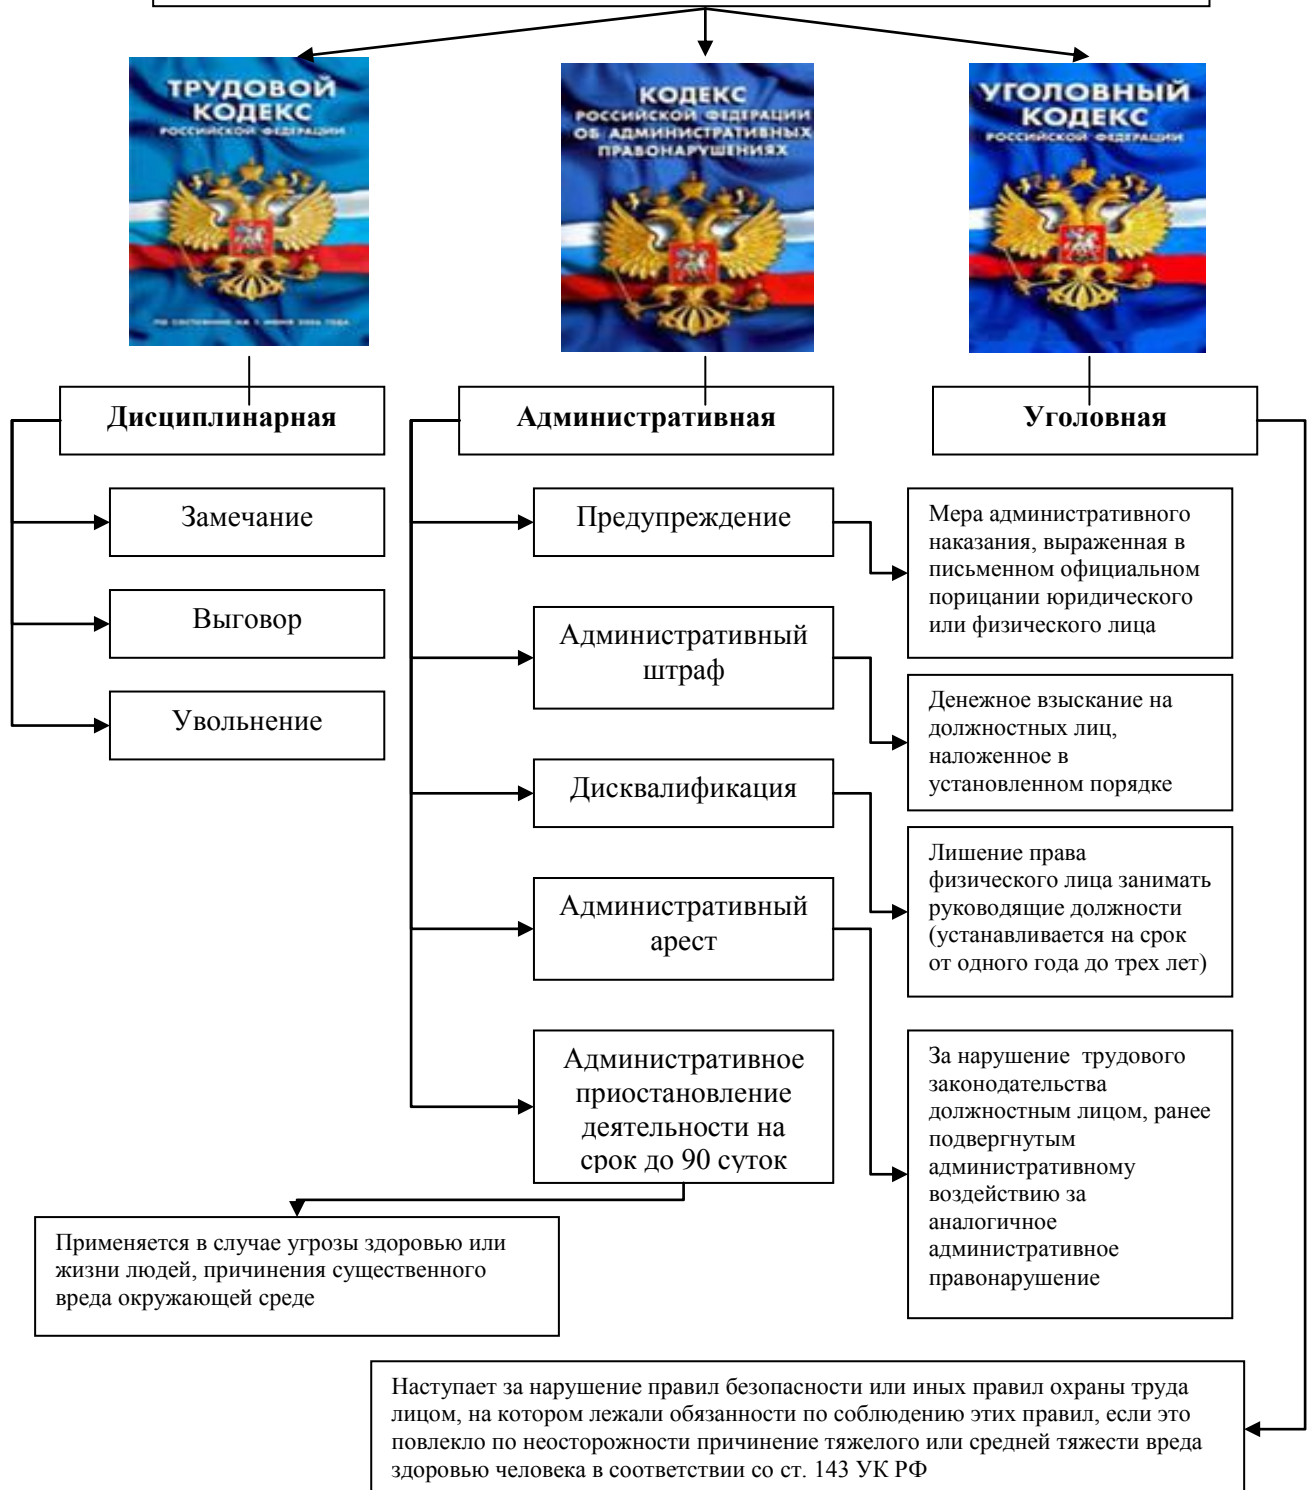 ТРУДОВОЙ
КОДЕКС
РОССИЙСКОЙ ФЕДЕРАЦИИ
ПО СОСТОЯНИЮ НА 1 ИЮНЯ 2004 ГОДА
КОДЕКС
РОССИЙСКОЙ ФЕДЕРАЦИИ
ОБ АДМИНИСТРАТИВНЫХ
ПРАВОНАРУШЕНИЯХ
УГОЛОВНЫЙ
КОДЕКС
РОССИЙСКОЙ ФЕДЕРАЦИИ
Дисциплинарная
Замечание
Выговор
Увольнение
Административная
Предупреждение
Мера административного
наказания, выраженная в
письменном официальном
порицании юридического
или физического лица
Административный
штраф
Денежное взыскание на
должностных лиц,
наложенное в
установленном порядке
Дисквалификация
Лишение права
физического лица занимать
руководящие должности
(устанавливается на срок
от одного года до трех лет)
Административный
арест
За нарушение трудового
законодательства
должностным лицом, ранее
подвергнутым
административному
воздействию за
аналогичное
административное
правонарушение
Административное
приостановление
деятельности на
срок до 90 суток
Применяется в случае угрозы здоровью или
жизни людей, причинения существенного
вреда окружающей среде
Уголовная
Наступает за нарушение правил безопасности или иных правил охраны труда
лицом, на котором лежали обязанности по соблюдению этих правил, если это
повлекло по неосторожности причинение тяжелого или средней тяжести вреда
здоровью человека в соответствии со ст. 143 УК РФ